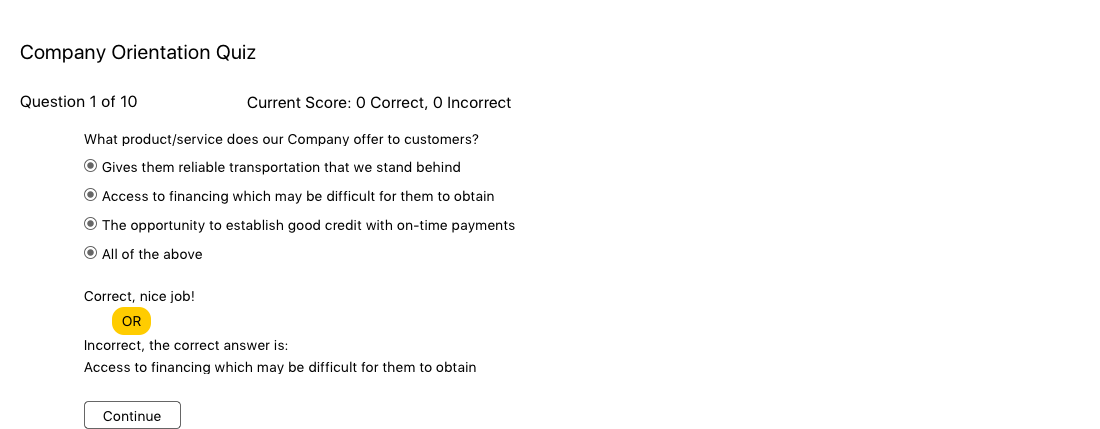 Company Orientation Quiz
Question 1 of 10 Current Score: 0 Correct, 0 Incorrect
What product/service does our Company offer to customers?
Gives them reliable transportation that we stand behind
Access to financing which may be difficult for them to obtain
The opportunity to establish good credit with on-time payments
All of the above
Correct, nice job!
OR
Incorrect, the correct answer is:
Access to financing which may be difficult for them to obtain
Continue